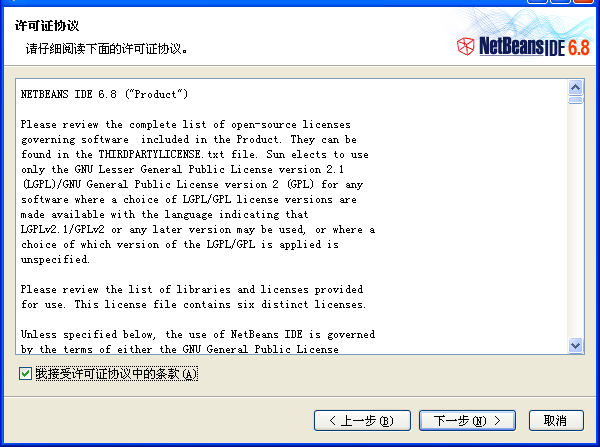 许可证协议
请仔细阅读下面的许可证协议。
NetBeans IDE 6.8
NETBEANS IDE 6.8 ("Product")
Please review the complete list of open-source licenses
governing software  included in the Product. They can be
found in the THIRDPARTYLICENSE.txt file. Sun elects to use
only the GNU Lesser General Public License version 2.1
(LGPL)/GNU General Public License version 2 (GPL) for any
software where a choice of LGPL/GPL license versions are
made available with the language indicating that
LGPLv2.1/GPLv2 or any later version may be used, or where a
choice of which version of the LGPL/GPL is applied is
unspecified.
Please review the list of libraries and licenses provided
for use. This license file contains six distinct licenses.
Unless specified below, the use of NetBeans IDE is governed
by the terms of either the GNU General Public License
我接受许可证协议中的条款(A)
< 上一步(B)
下一步(N) >
取消